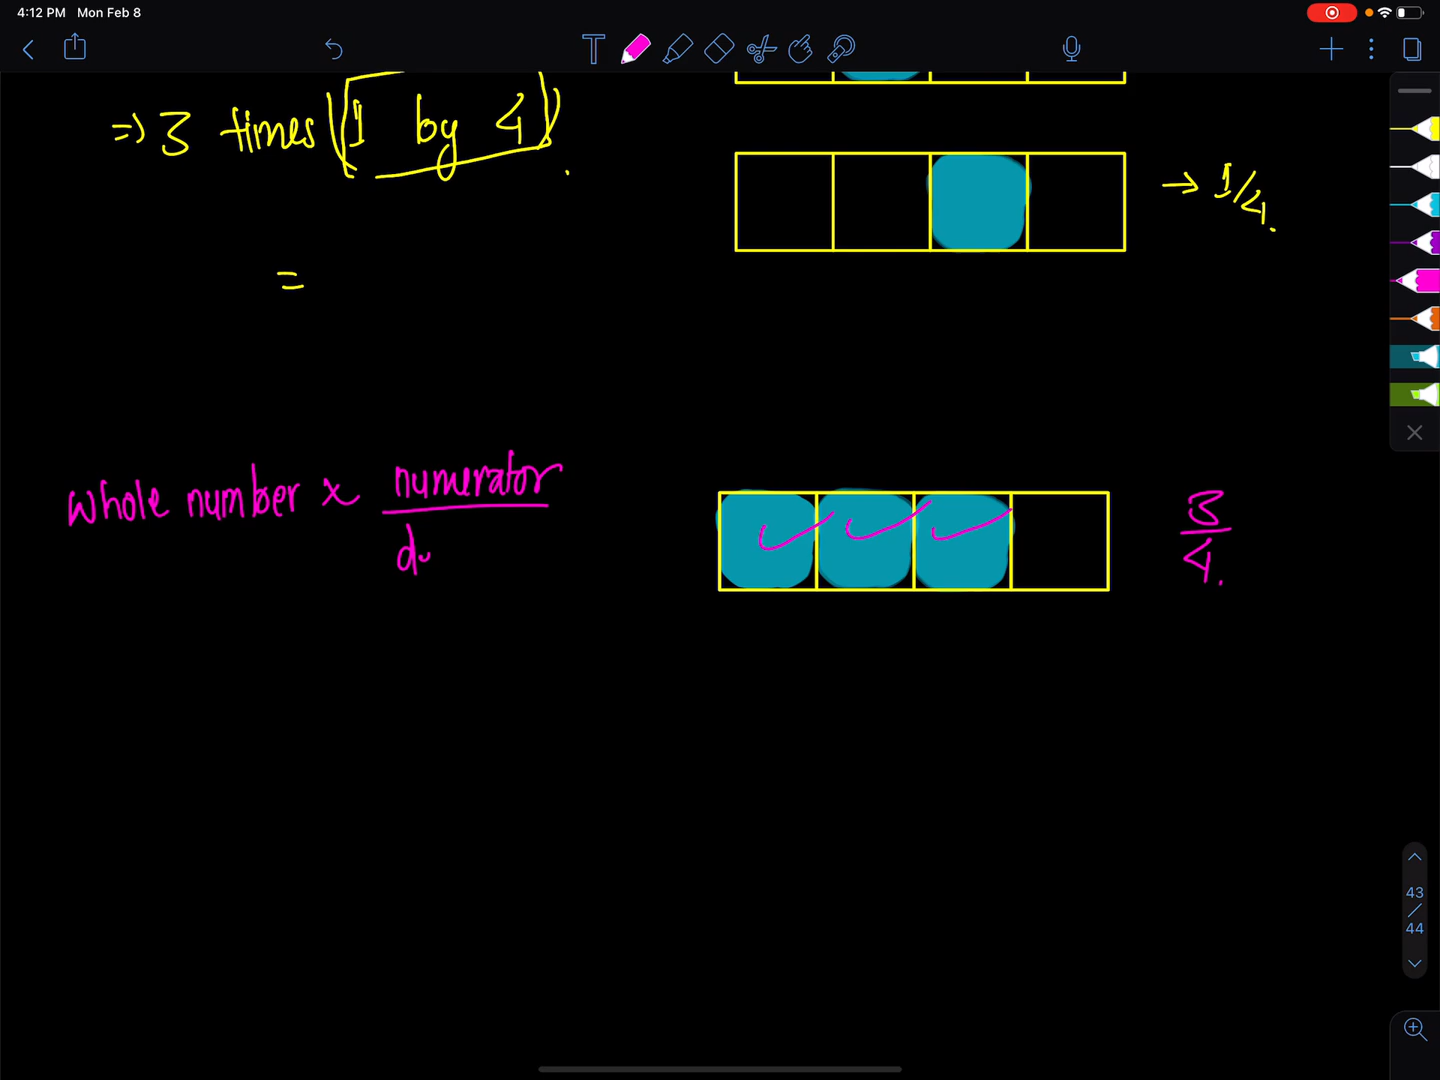 4:12 PM Mon Feb 8
=> 3 times (1 by 4).
→ 1/4.
=
Whole number × numerator
d
3
4.
43
/
44